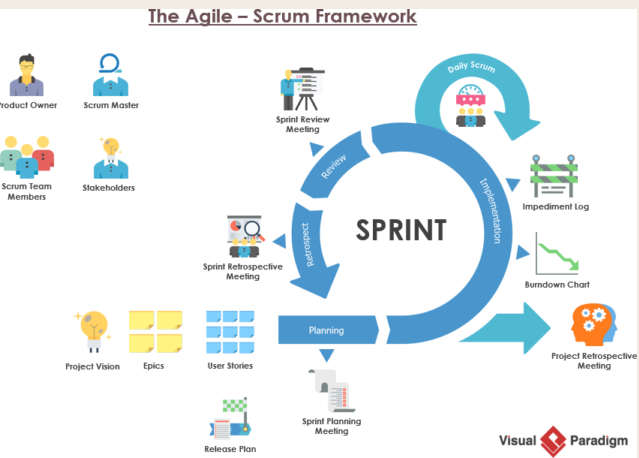 The Agile – Scrum Framework
Product Owner
Scrum Master
Sprint Review
Meeting
Daily Scrum
Scrum Team
Members
Stakeholders
Review
Implementation
Impediment Log
SPRINT
Retrospect
Sprint Retrospective
Meeting
Burndown Chart
Planning
Project Vision
Epics
User Stories
Project Retrospective
Meeting
Sprint Planning
Meeting
Release Plan
Visual Paradigm